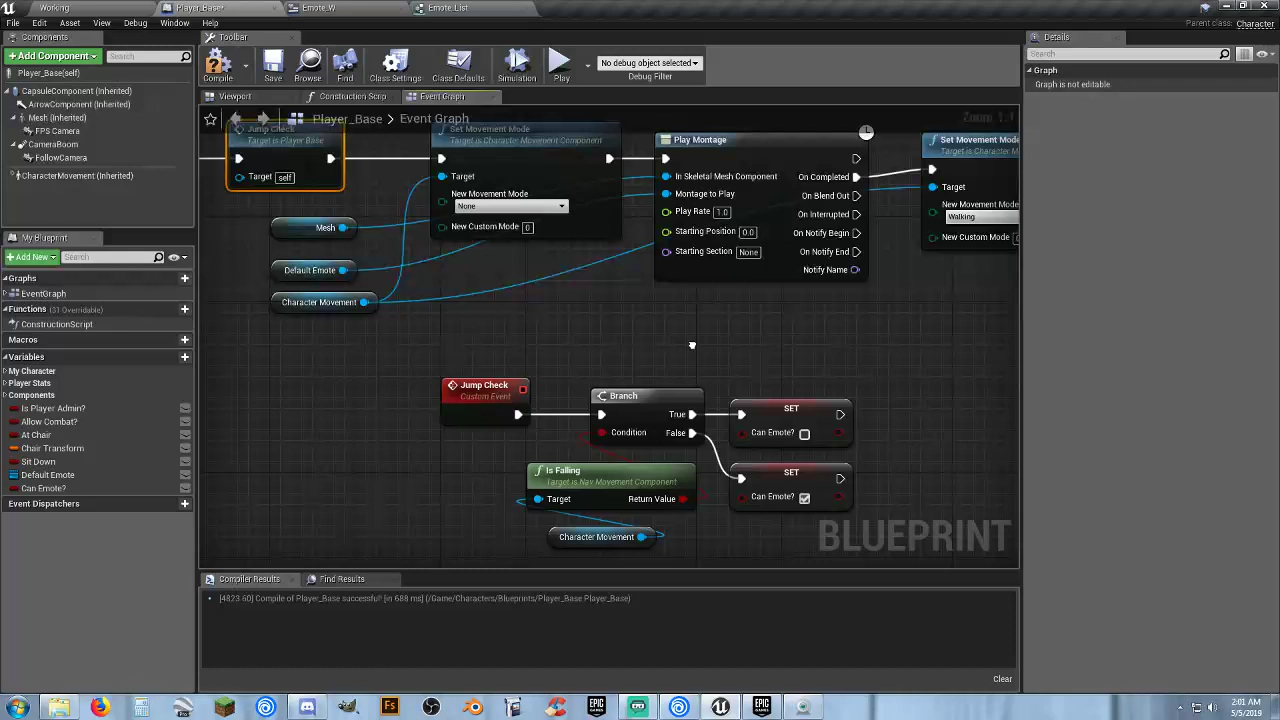 Working
Player_Base*
Emote_W
Emote_List
File Edit Asset View Debug Window Help
Parent class: Character
Components
+ Add Component
Search
Player_Base(self)
CapsuleComponent (Inherited)
ArrowComponent (Inherited)
Mesh (Inherited)
FPS Camera
CameraBoom
FollowCamera
CharacterMovement (Inherited)
My Blueprint
+ Add New
Search
Graphs
EventGraph
Functions (31 Overridable)
ConstructionScript
Macros
Variables
My Character
Player Stats
Components
Is Player Admin?
Allow Combat?
At Chair
Chair Transform
Sit Down
Default Emote
Can Emote?
Event Dispatchers
Toolbar
Compile
Save
Browse
Find
Class Settings
Class Defaults
Simulation
Play
No debug object selected
Debug Filter
Viewport
Construction Scrip
Event Graph
Player_Base > Event Graph
Zoom 1:1
Jump Check
Target is Player Base
Target self
Set Movement Mode
Target is Character Movement Component
Target
New Movement Mode
None
New Custom Mode 0
Mesh
Default Emote
Character Movement
Play Montage
In Skeletal Mesh Component
Montage to Play
Play Rate 1.0
Starting Position 0.0
Starting Section None
On Completed
On Blend Out
On Interrupted
On Notify Begin
On Notify End
Notify Name
Set Movement Mode
Target is Character M
Target
New Movement Mode
Walking
New Custom Mode
Jump Check
Custom Event
Branch
Condition
True
False
SET
Can Emote?
SET
Can Emote?
Is Falling
Target is Nav Movement Component
Target
Return Value
Character Movement
BLUEPRINT
Compiler Results
Find Results
[4823.60] Compile of Player_Base successful! [in 688 ms] (/Game/Characters/Blueprints/Player_Base.Player_Base)
Clear
Details
Search
Graph
Graph is not editable
2:01 AM
5/5/2019